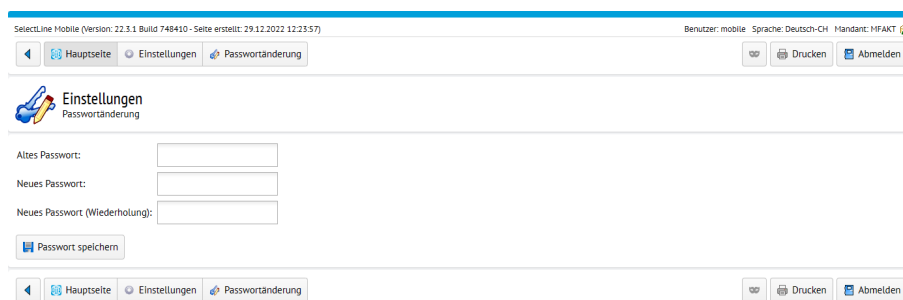 SelectLine Mobile (Version: 22.3.1 Build 748410 - Seite erstellt: 29.12.2022 12:23:57) Benutzer: mobile Sprache: Deutsch-CH Mandant: MFAKT
Hauptseite Einstellungen Passwortänderung Drucken Abmelden
Einstellungen
Passwortänderung
Altes Passwort:
Neues Passwort:
Neues Passwort (Wiederholung):
Passwort speichern
Hauptseite Einstellungen Passwortänderung Drucken Abmelden